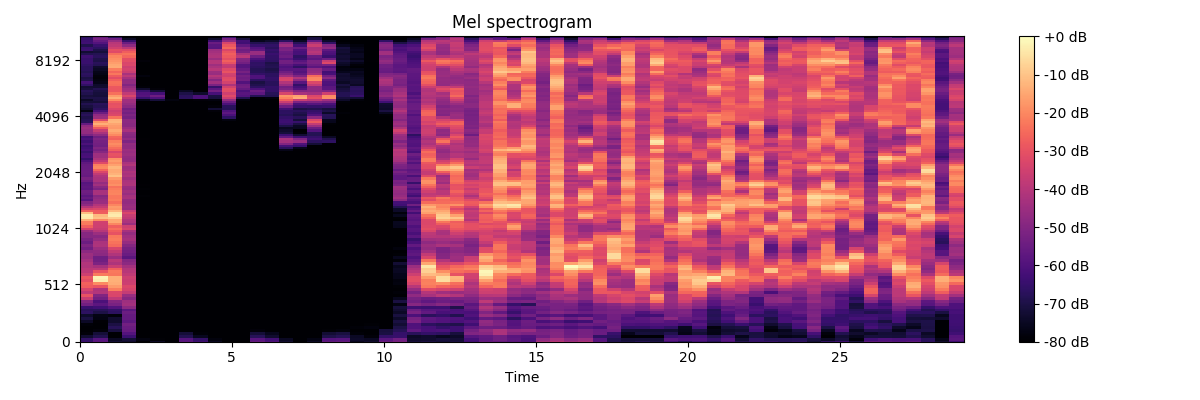 Mel spectrogram
8192
4096
2048
1024
512
0
Hz
0 5 10 15 20 25
Time
+0 dB
-10 dB
-20 dB
-30 dB
-40 dB
-50 dB
-60 dB
-70 dB
-80 dB